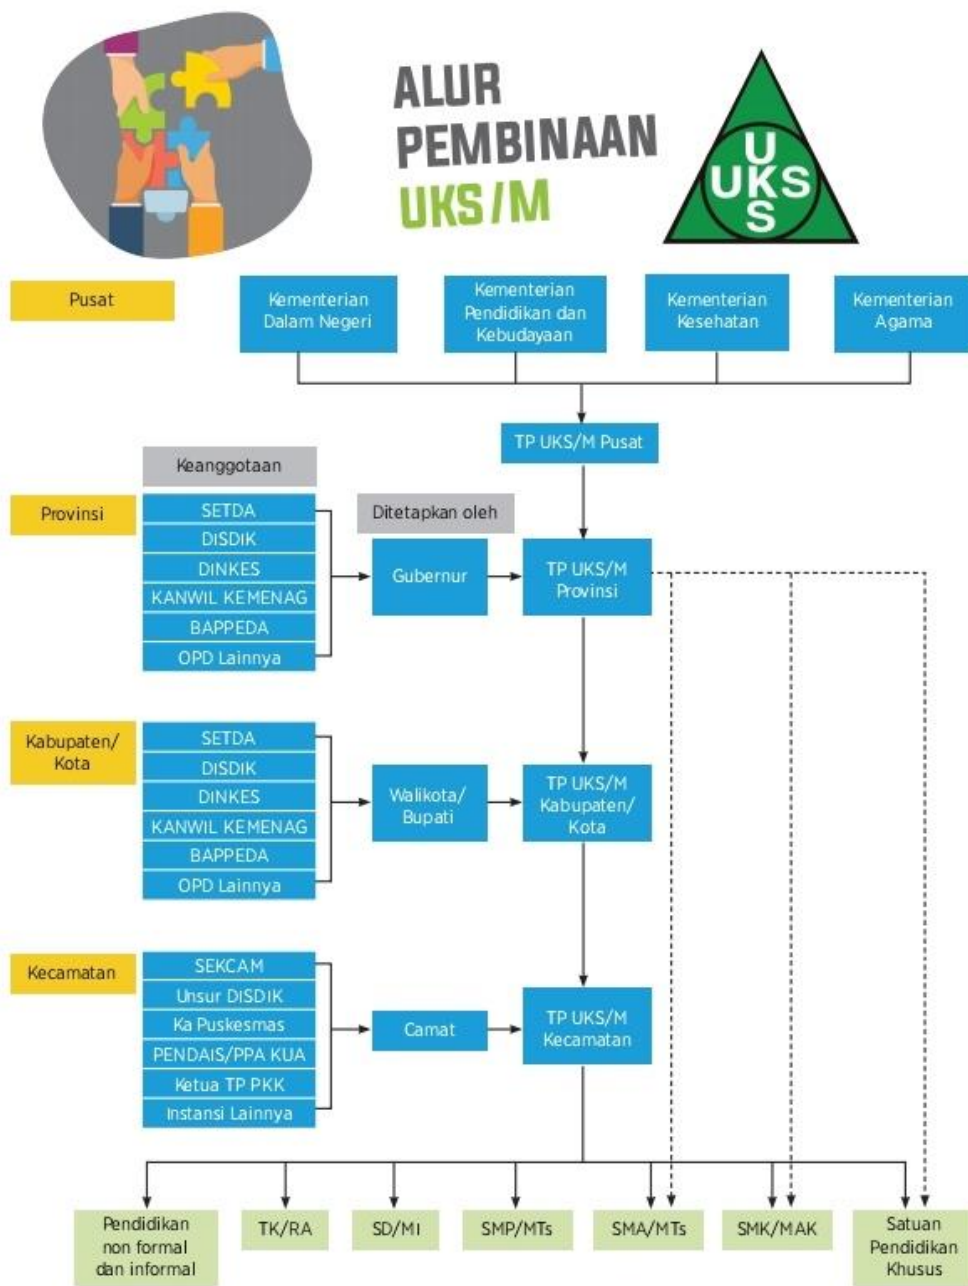 ALUR
PEMBINAAN
UKS/M
U
UKS
S
Pusat
Kementerian
Dalam Negeri
Kementerian
Pendidikan dan
Kebudayaan
Kementerian
Kesehatan
Kementerian
Agama
TP UKS/M Pusat
Keanggotaan
Provinsi
SETDA
DISDIK
DINKES
KANWIL KEMENAG
BAPPEDA
OPD Lainnya
Ditetapkan oleh
Gubernur
TP UKS/M
Provinsi
Kabupaten/
Kota
SETDA
DISDIK
DINKES
KANWIL KEMENAG
BAPPEDA
OPD Lainnya
Walikota/
Bupati
TP UKS/M
Kabupaten/
Kota
Kecamatan
SEKCAM
Unsur DISDIK
Ka Puskesmas
PENDAIS/PPA KUA
Ketua TP PKK
Instansi Lainnya
Camat
TP UKS/M
Kecamatan
Pendidikan
non formal
dan informal
TK/RA
SD/MI
SMP/MTs
SMA/MTs
SMK/MAK
Satuan
Pendidikan
Khusus